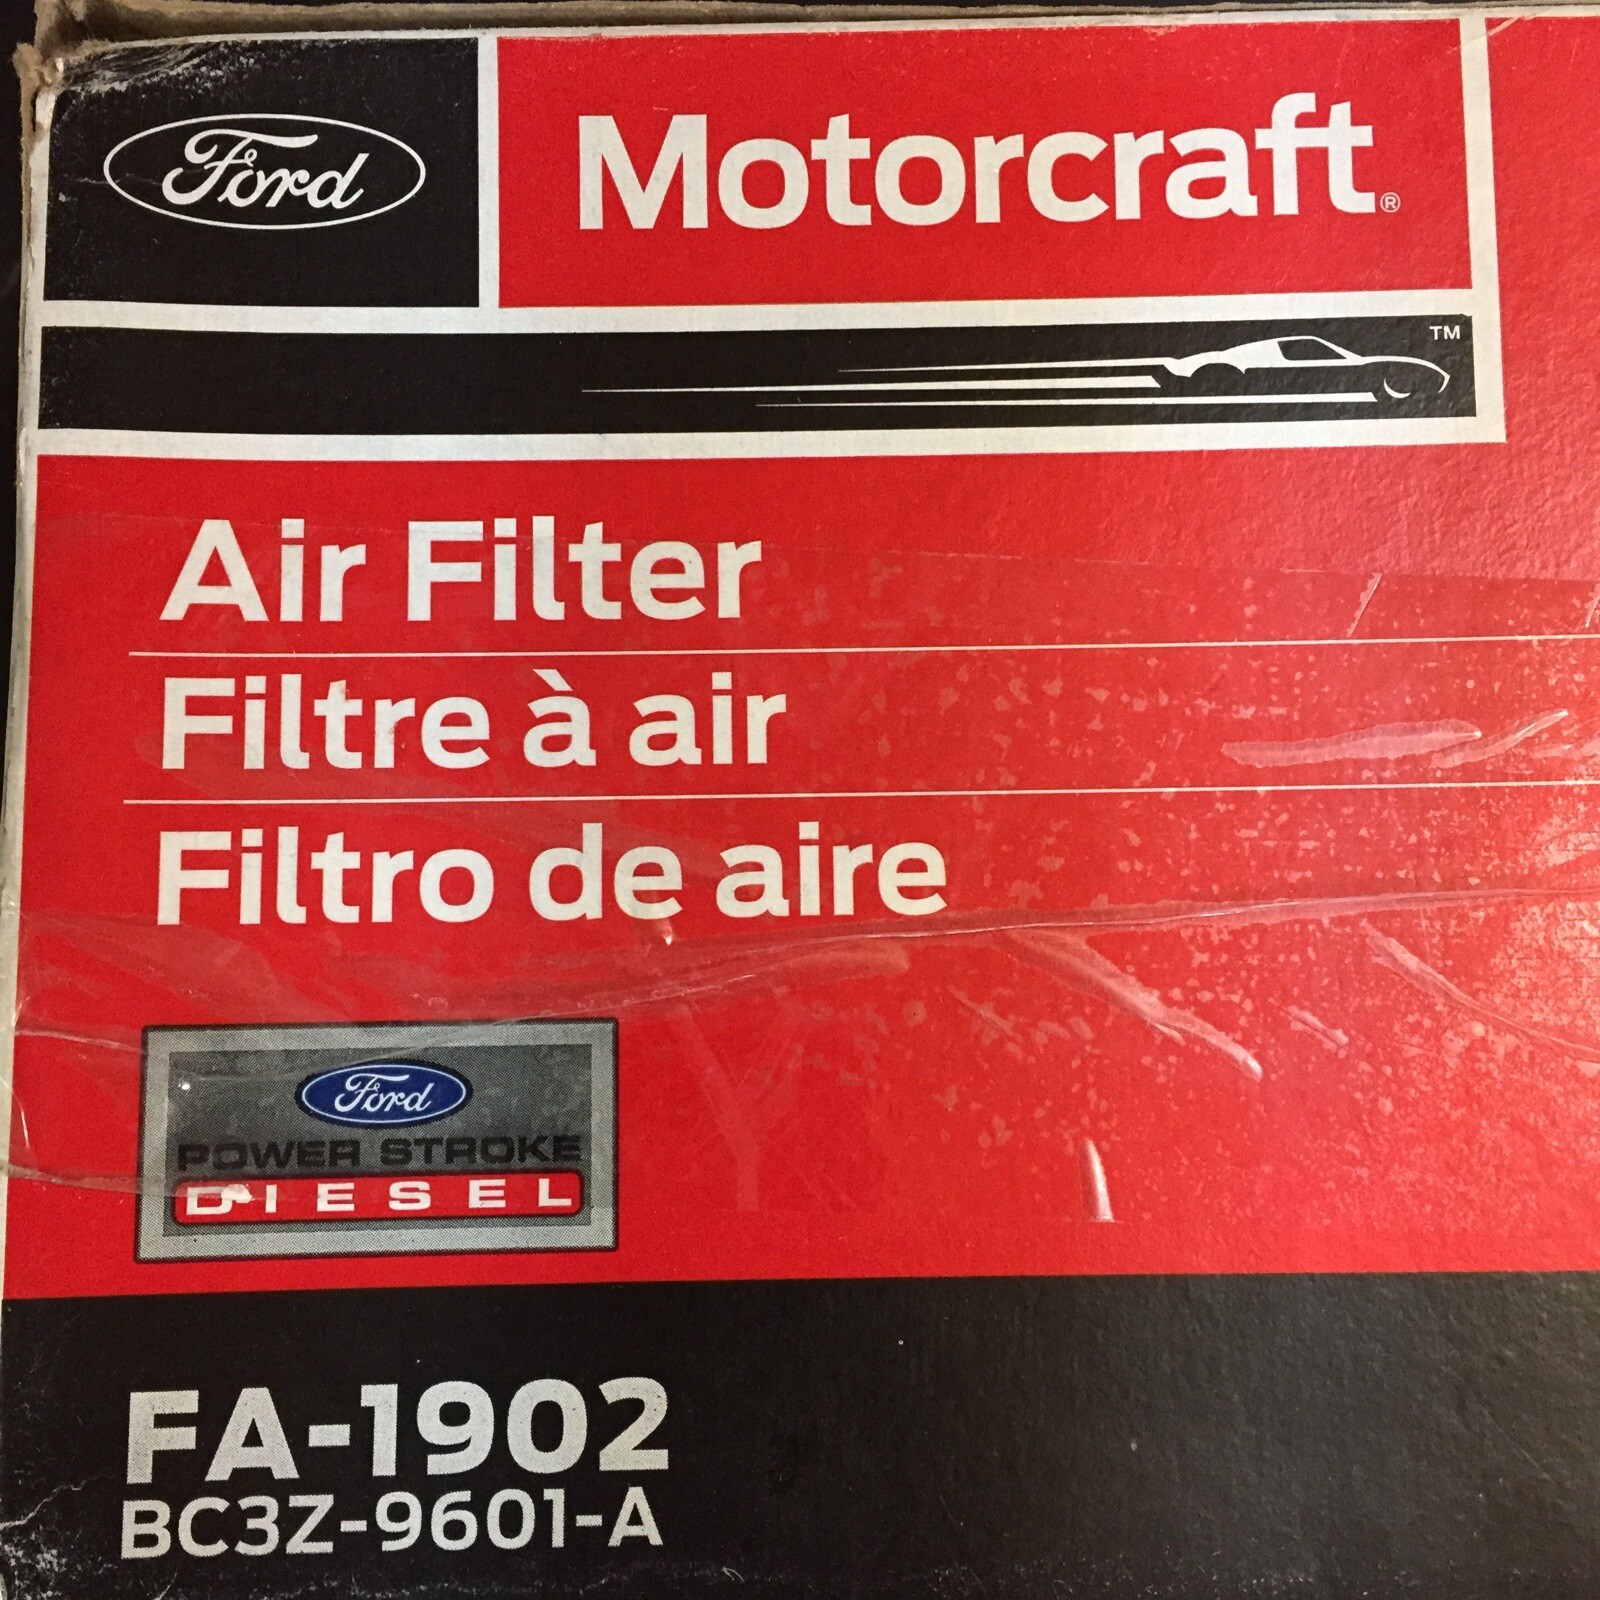 Ford
Motorcraft®
TM
Air Filter
Filtre à air
Filtro de aire
Ford
POWER STROKE
DIESEL
FA-1902
BC3Z-9601-A